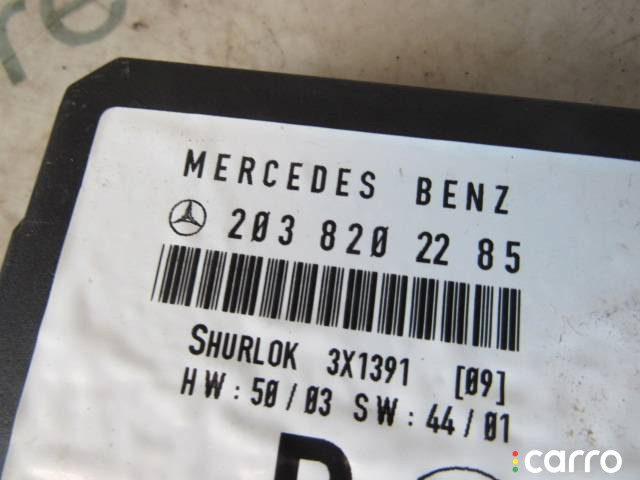 MERCEDES BENZ
203 820 22 85
SHURLOK 3X1391 [09]
HW:50/03 SW:44/01
carro